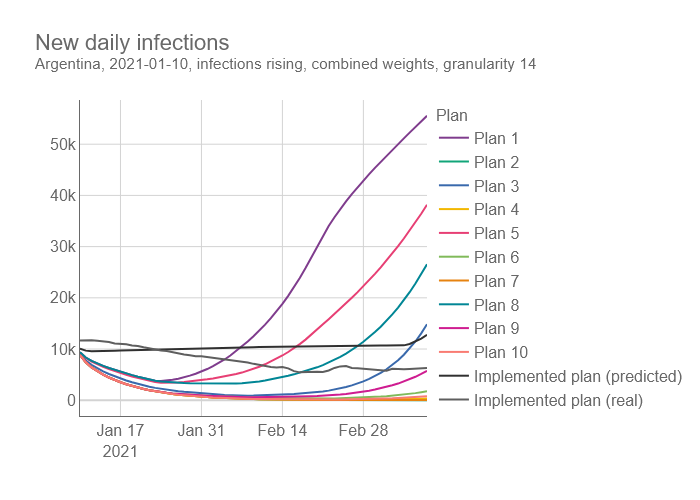 New daily infections
Argentina, 2021-01-10, infections rising, combined weights, granularity 14
Plan
50k
Plan 1
Plan 2
40k
Plan 3
Plan 4
30k
Plan 5
Plan 6
20k
Plan 7
Plan 8
10k
Plan 9
Plan 10
Implemented plan (predicted)
0
Implemented plan (real)
Jan 17
Jan 31
Feb 14
Feb 28
2021